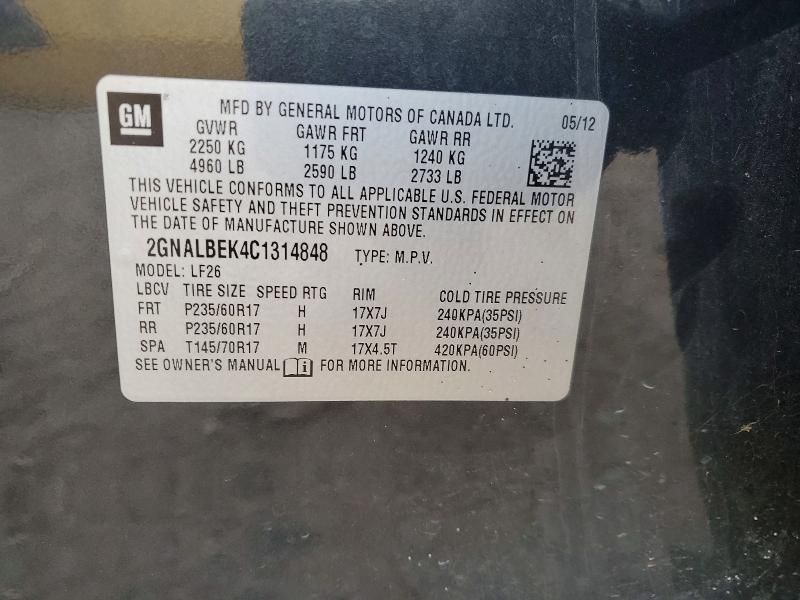 GM MFD BY GENERAL MOTORS OF CANADA LTD. 05/12
GVWR GAWR FRT GAWR RR
2250 KG 1175 KG 1240 KG
4960 LB 2590 LB 2733 LB
THIS VEHICLE CONFORMS TO ALL APPLICABLE U.S. FEDERAL MOTOR
VEHICLE SAFETY AND THEFT PREVENTION STANDARDS IN EFFECT ON
THE DATE OF MANUFACTURE SHOWN ABOVE.
2GNALBEK4C1314848 TYPE: M.P.V.
MODEL: LF26
LBCV TIRE SIZE SPEED RTG RIM COLD TIRE PRESSURE
FRT P235/60R17 H 17X7J 240KPA(35PSI)
RR P235/60R17 H 17X7J 240KPA(35PSI)
SPA T145/70R17 M 17X4.5T 420KPA(60PSI)
SEE OWNER'S MANUAL i FOR MORE INFORMATION.